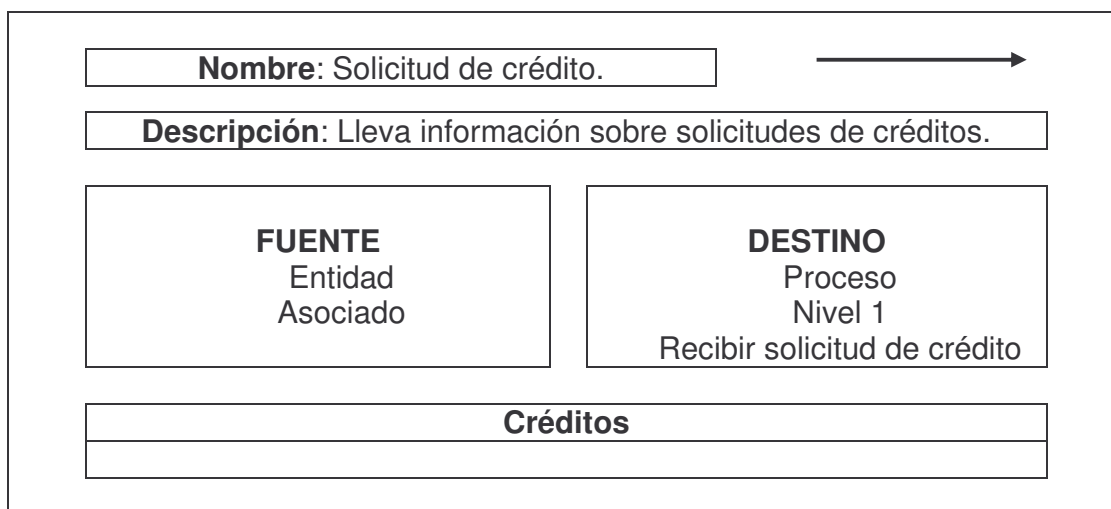 Nombre: Solicitud de crédito.
Descripción: Lleva información sobre solicitudes de créditos.
FUENTE
Entidad
Asociado
DESTINO
Proceso
Nivel 1
Recibir solicitud de crédito
Créditos